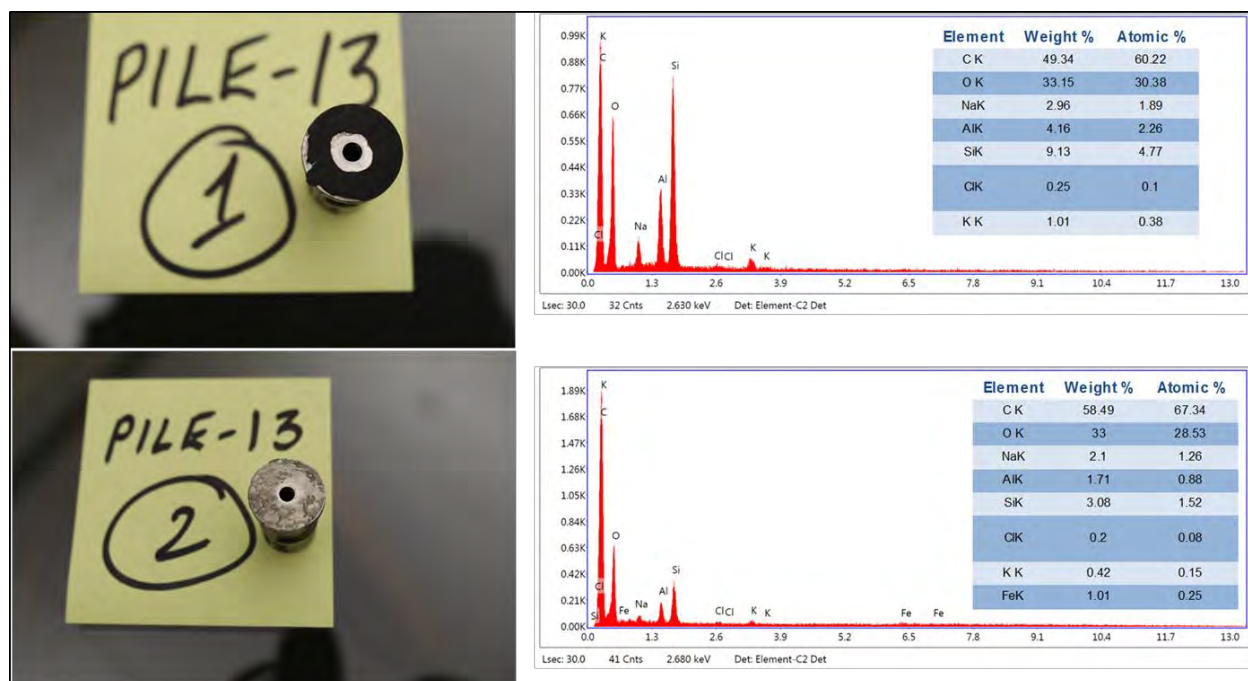 PILE-13
1
0.99K
0.88K
0.77K
0.66K
0.55K
0.44K
0.33K
0.22K
0.11K
0.00K
K
C
O
Si
Al
Na
Cl
Cl Cl
K
K
0.0 1.3 2.6 3.9 5.2 6.5 7.8 9.1 10.4 11.7 13.0
Lsec: 30.0 32 Cnts 2.630 keV Det: Element-C2 Det
Element Weight % Atomic %
C K 49.34 60.22
O K 33.15 30.38
NaK 2.96 1.89
AlK 4.16 2.26
SiK 9.13 4.77
ClK 0.25 0.1
K K 1.01 0.38
PILE-13
2
1.89K
1.68K
1.47K
1.26K
1.05K
0.84K
0.63K
0.42K
0.21K
0.00K
K
C
O
Si
Al
Cl
Si
Fe
Na
Cl Cl
K
K
Fe
Fe
0.0 1.3 2.6 3.9 5.2 6.5 7.8 9.1 10.4 11.7 13.0
Lsec: 30.0 41 Cnts 2.680 keV Det: Element-C2 Det
Element Weight % Atomic %
C K 58.49 67.34
O K 33 28.53
NaK 2.1 1.26
AlK 1.71 0.88
SiK 3.08 1.52
ClK 0.2 0.08
K K 0.42 0.15
FeK 1.01 0.25